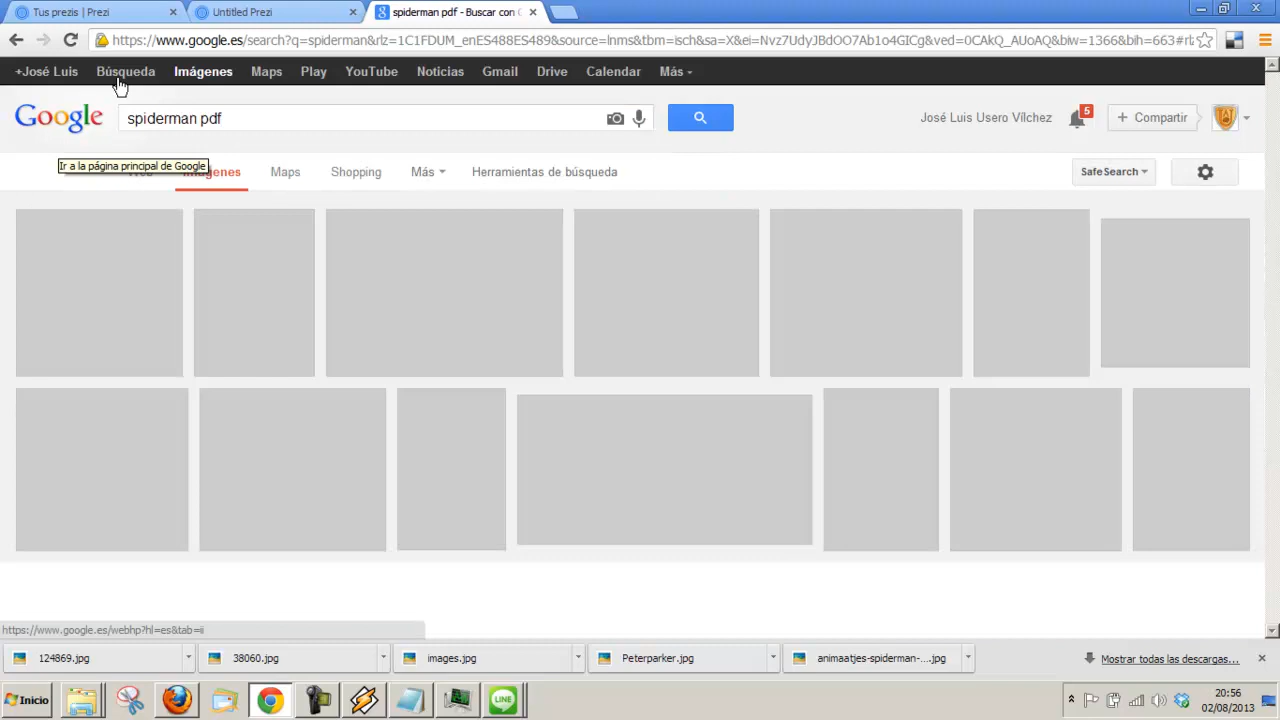 Tus prezis | Prezi
Untitled Prezi
spiderman pdf - Buscar con
https://www.google.es/search?q=spiderman&rlz=1C1FDUM_enES488ES489&source=lnms&tbm=isch&sa=X&ei=Nvz7UdyJBdOO7Ab1o4GICg&ved=0CAkQ_AUoAQ&biw=1366&bih=663#rl
+José Luis Búsqueda Imágenes Maps Play YouTube Noticias Gmail Drive Calendar Más
Google
spiderman pdf
José Luis Usero Vílchez
5
+ Compartir
Ir a la página principal de Google
Imágenes Maps Shopping Más Herramientas de búsqueda
SafeSearch
https://www.google.es/webhp?hl=es&tab=ii
124869.jpg
38060.jpg
images.jpg
Peterparker.jpg
animaatjes-spiderman-...jpg
Mostrar todas las descargas...
Inicio
LINE
20:56
02/08/2013